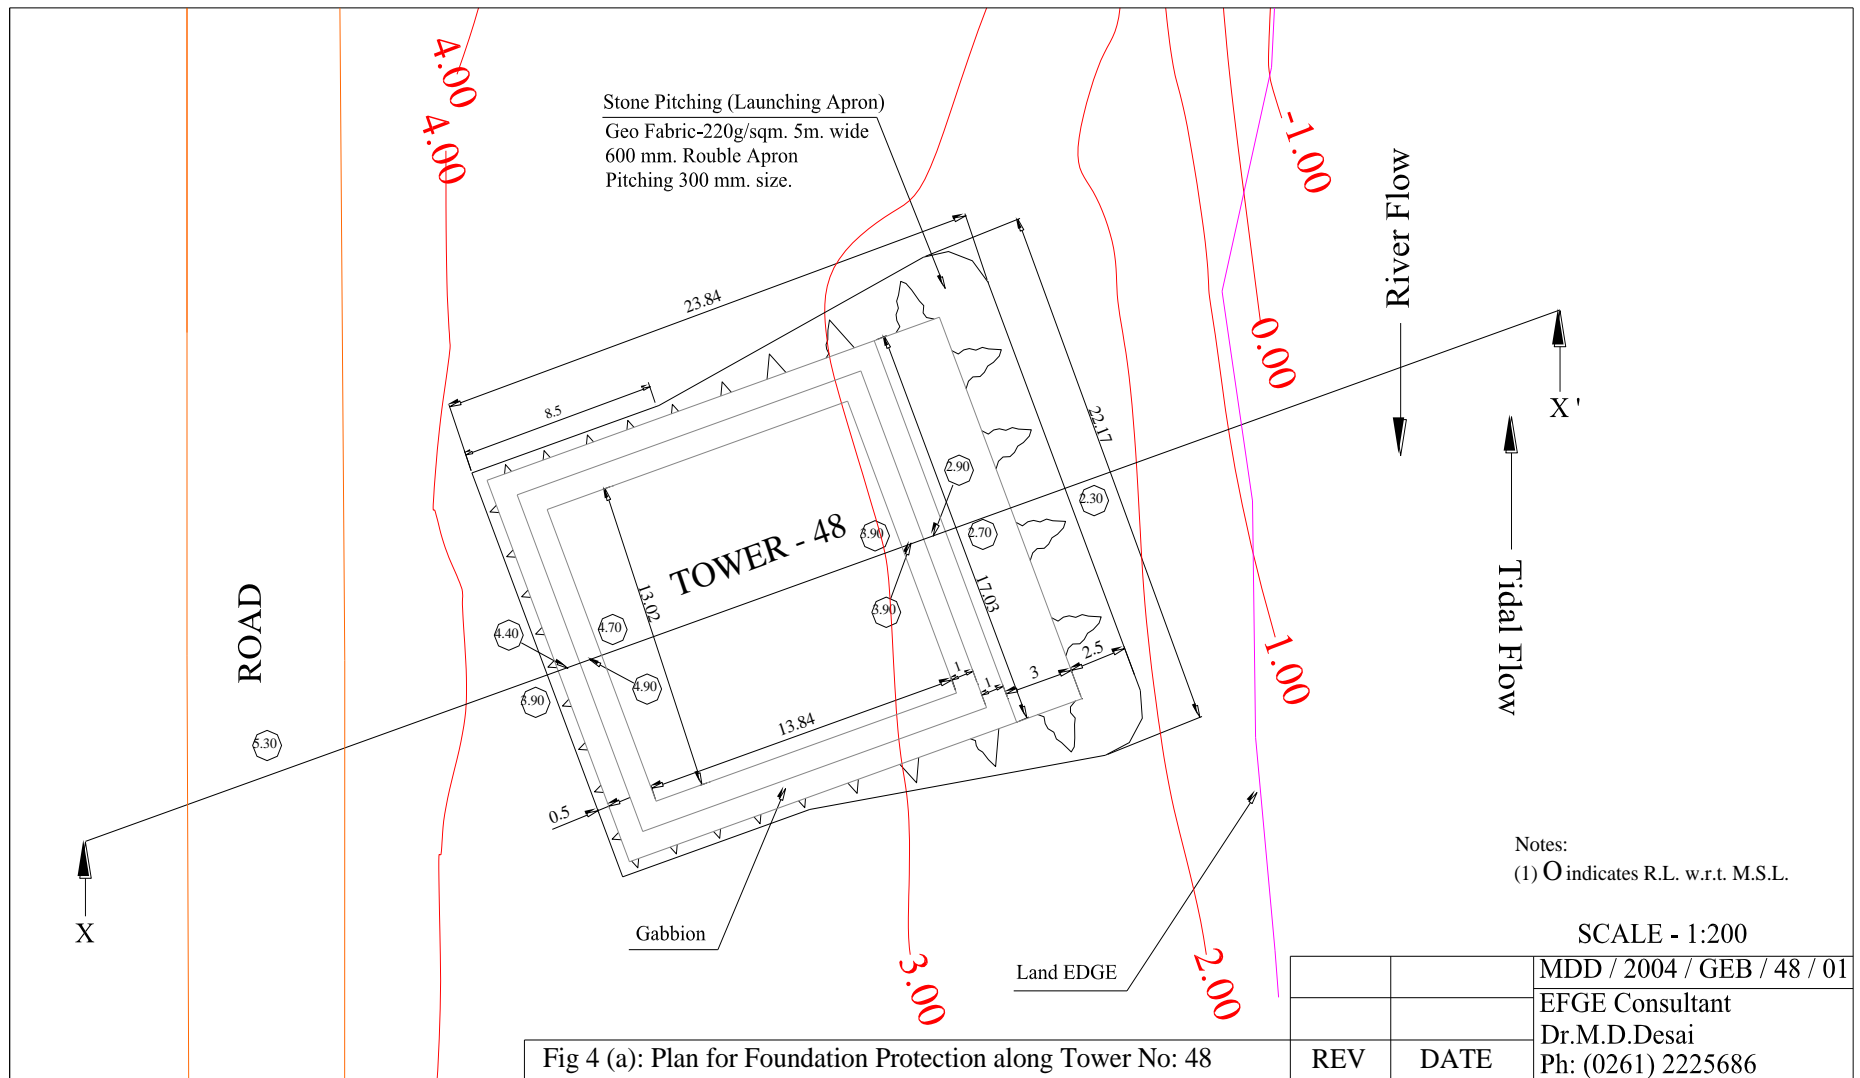 4.00
4.00
Stone Pitching (Launching Apron)
Geo Fabric-220g/sqm. 5m. wide
600 mm. Rouble Apron
Pitching 300 mm. size.
-1.00
River Flow
23.84
0.00
X '
8.5
22.17
2.90
2.30
TOWER - 48
3.90
2.70
13.02
17.03
3.90
Tidal Flow
ROAD
4.40
4.70
4.90
3.90
5.30
1
1
3
2.5
1.00
13.84
0.5
X
Gabbion
Land EDGE
3.00
2.00
Notes:
(1) O indicates R.L. w.r.t. M.S.L.
SCALE - 1:200
MDD / 2004 / GEB / 48 / 01
EFGE Consultant
Dr.M.D.Desai
Ph: (0261) 2225686
REV DATE
Fig 4 (a): Plan for Foundation Protection along Tower No: 48